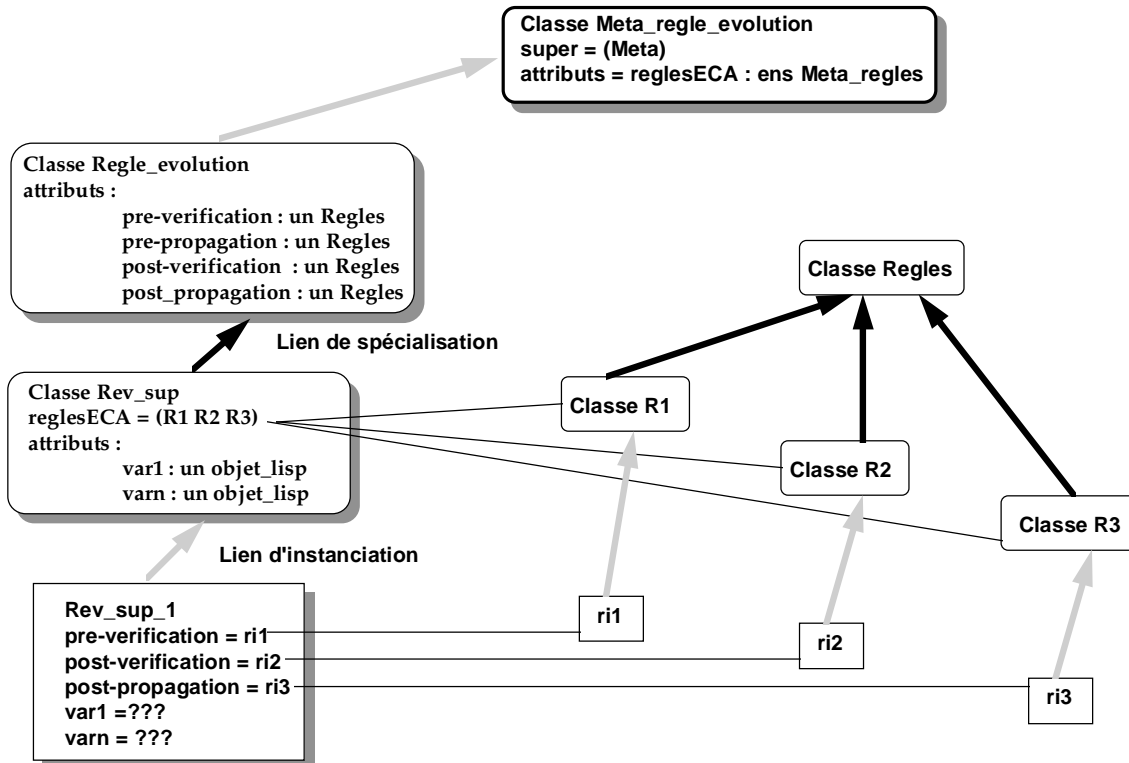 Classe Meta_regle_evolution
super = (Meta)
attributs = reglesECA : ens Meta_regles
Classe Regle_evolution
attributs :
pre-verification : un Regles
pre-propagation : un Regles
post-verification : un Regles
post_propagation : un Regles
Classe Regles
Lien de spécialisation
Classe Rev_sup
reglesECA = (R1 R2 R3)
attributs :
var1 : un objet_lisp
varn : un objet_lisp
Classe R1
Classe R2
Classe R3
Lien d'instanciation
Rev_sup_1
pre-verification = ri1
post-verification = ri2
post-propagation = ri3
var1 =???
varn = ???
ri1
ri2
ri3